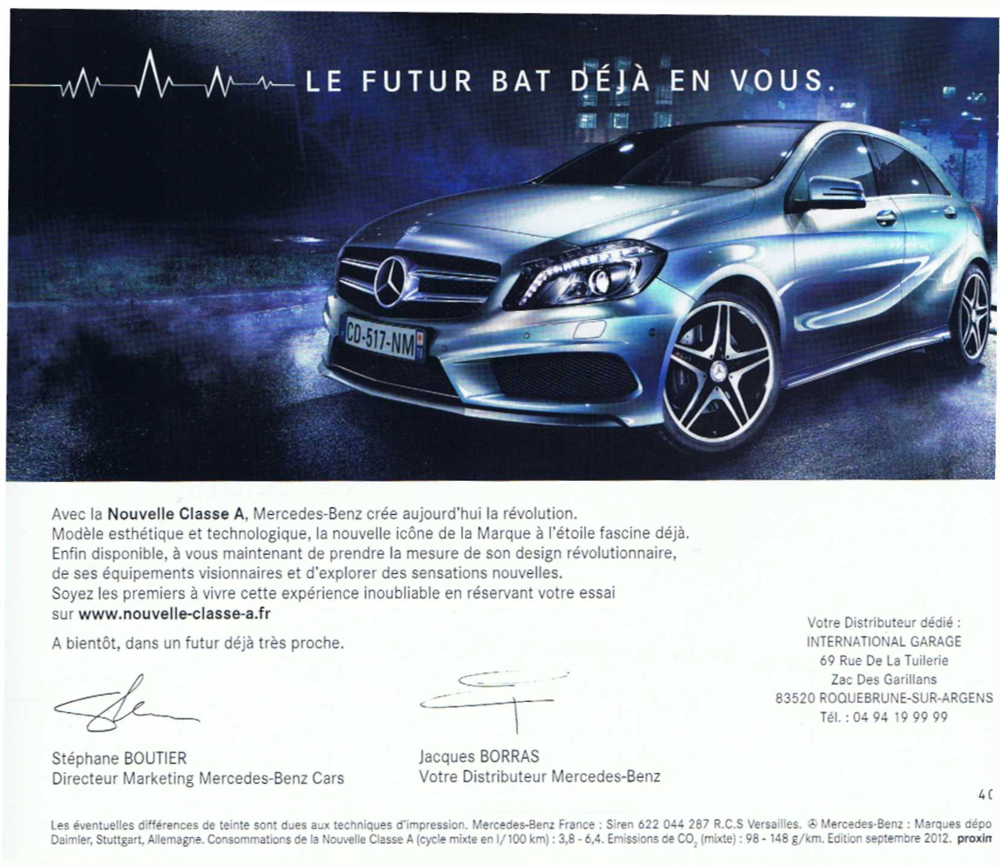 LE FUTUR BAT DÉJÀ EN VOUS.
CD-517-NM
Avec la Nouvelle Classe A, Mercedes-Benz crée aujourd'hui la révolution.
Modèle esthétique et technologique, la nouvelle icône de la Marque à l'étoile fascine déjà.
Enfin disponible, à vous maintenant de prendre la mesure de son design révolutionnaire,
de ses équipements visionnaires et d'explorer des sensations nouvelles.
Soyez les premiers à vivre cette expérience inoubliable en réservant votre essai
sur www.nouvelle-classe-a.fr
A bientôt, dans un futur déjà très proche.
Votre Distributeur dédié :
INTERNATIONAL GARAGE
69 Rue De La Tuilerie
Zac Des Garillans
83520 ROQUEBRUNE-SUR-ARGENS
Tél. : 04 94 19 99 99
Stéphane BOUTIER
Directeur Marketing Mercedes-Benz Cars
Jacques BORRAS
Votre Distributeur Mercedes-Benz
Les éventuelles différences de teinte sont dues aux techniques d'impression. Mercedes-Benz France : Siren 622 044 287 R.C.S Versailles. Mercedes-Benz : Marques dépo
Daimler, Stuttgart, Allemagne. Consommations de la Nouvelle Classe A (cycle mixte en l/100 km) : 3,8 - 6,4. Emissions de CO₂ (mixte) : 98 - 148 g/km. Edition septembre 2012. proxim